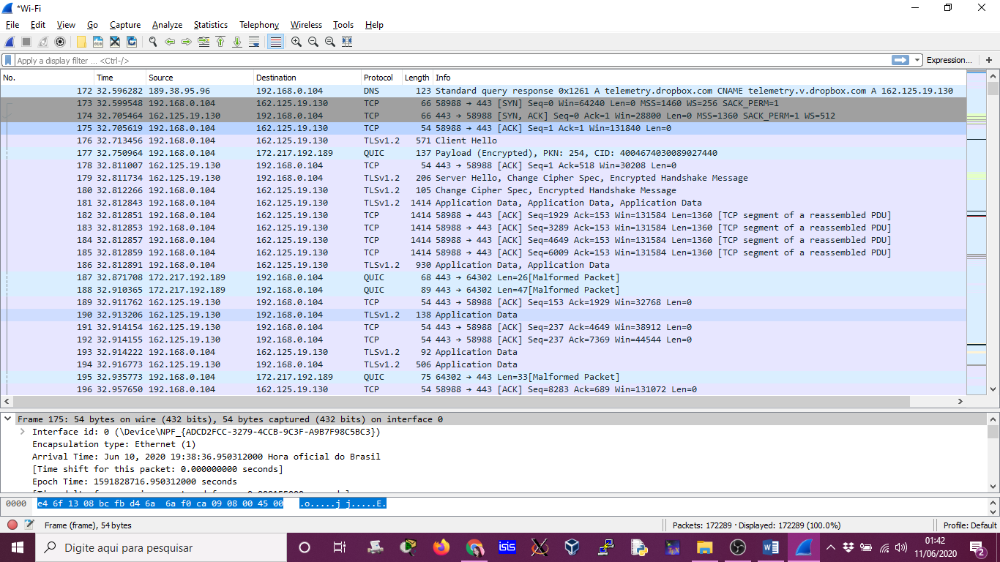 *Wi-Fi
File Edit View Go Capture Analyze Statistics Telephony Wireless Tools Help
Apply a display filter ... <Ctrl-/> Expression... +
No. Time Source Destination Protocol Length Info
172 32.596282 189.38.95.96 192.168.0.104 DNS 123 Standard query response 0x1261 A telemetry.dropbox.com CNAME telemetry.v.dropbox.com A 162.125.19.130
173 32.599548 192.168.0.104 162.125.19.130 TCP 66 58988 → 443 [SYN] Seq=0 Win=64240 Len=0 MSS=1460 WS=256 SACK_PERM=1
174 32.705464 162.125.19.130 192.168.0.104 TCP 66 443 → 58988 [SYN, ACK] Seq=0 Ack=1 Win=28800 Len=0 MSS=1360 SACK_PERM=1 WS=512
175 32.705619 192.168.0.104 162.125.19.130 TCP 54 58988 → 443 [ACK] Seq=1 Ack=1 Win=131840 Len=0
176 32.713456 192.168.0.104 162.125.19.130 TLSv1.2 571 Client Hello
177 32.750964 192.168.0.104 172.217.192.189 QUIC 137 Payload (Encrypted), PKN: 254, CID: 4004674030089027440
178 32.811007 162.125.19.130 192.168.0.104 TCP 54 443 → 58988 [ACK] Seq=1 Ack=518 Win=30208 Len=0
179 32.811734 162.125.19.130 192.168.0.104 TLSv1.2 206 Server Hello, Change Cipher Spec, Encrypted Handshake Message
180 32.812266 192.168.0.104 162.125.19.130 TLSv1.2 105 Change Cipher Spec, Encrypted Handshake Message
181 32.812843 192.168.0.104 162.125.19.130 TLSv1.2 1414 Application Data, Application Data, Application Data
182 32.812851 192.168.0.104 162.125.19.130 TCP 1414 58988 → 443 [ACK] Seq=1929 Ack=153 Win=131584 Len=1360 [TCP segment of a reassembled PDU]
183 32.812853 192.168.0.104 162.125.19.130 TCP 1414 58988 → 443 [ACK] Seq=3289 Ack=153 Win=131584 Len=1360 [TCP segment of a reassembled PDU]
184 32.812857 192.168.0.104 162.125.19.130 TCP 1414 58988 → 443 [ACK] Seq=4649 Ack=153 Win=131584 Len=1360 [TCP segment of a reassembled PDU]
185 32.812859 192.168.0.104 162.125.19.130 TCP 1414 58988 → 443 [ACK] Seq=6009 Ack=153 Win=131584 Len=1360 [TCP segment of a reassembled PDU]
186 32.812891 192.168.0.104 162.125.19.130 TLSv1.2 930 Application Data, Application Data
187 32.871708 172.217.192.189 192.168.0.104 QUIC 68 443 → 64302 Len=26[Malformed Packet]
188 32.910365 172.217.192.189 192.168.0.104 QUIC 89 443 → 64302 Len=47[Malformed Packet]
189 32.911762 162.125.19.130 192.168.0.104 TCP 54 443 → 58988 [ACK] Seq=153 Ack=1929 Win=32768 Len=0
190 32.913206 162.125.19.130 192.168.0.104 TLSv1.2 138 Application Data
191 32.914154 162.125.19.130 192.168.0.104 TCP 54 443 → 58988 [ACK] Seq=237 Ack=4649 Win=38912 Len=0
192 32.914155 162.125.19.130 192.168.0.104 TCP 54 443 → 58988 [ACK] Seq=237 Ack=7369 Win=44544 Len=0
193 32.914222 192.168.0.104 162.125.19.130 TLSv1.2 92 Application Data
194 32.916773 162.125.19.130 192.168.0.104 TLSv1.2 506 Application Data
195 32.935773 192.168.0.104 172.217.192.189 QUIC 75 64302 → 443 Len=33[Malformed Packet]
196 32.957650 192.168.0.104 162.125.19.130 TCP 54 58988 → 443 [ACK] Seq=8283 Ack=689 Win=131072 Len=0
Frame 175: 54 bytes on wire (432 bits), 54 bytes captured (432 bits) on interface 0
Interface id: 0 (\Device\NPF_{ADCD2FCC-3279-4CCB-9C3F-A9B7F98C5BC3})
Encapsulation type: Ethernet (1)
Arrival Time: Jun 10, 2020 19:38:36.950312000 Hora oficial do Brasil
[Time shift for this packet: 0.000000000 seconds]
Epoch Time: 1591828716.950312000 seconds
0000 e4 6f 13 08 bc fb d4 6a 6a f0 ca 09 08 00 45 00 .o.....j j.....E.
Frame (frame), 54 bytes Packets: 172289 · Displayed: 172289 (100.0%) Profile: Default
Digite aqui para pesquisar isis 01:42
11/06/2020 2